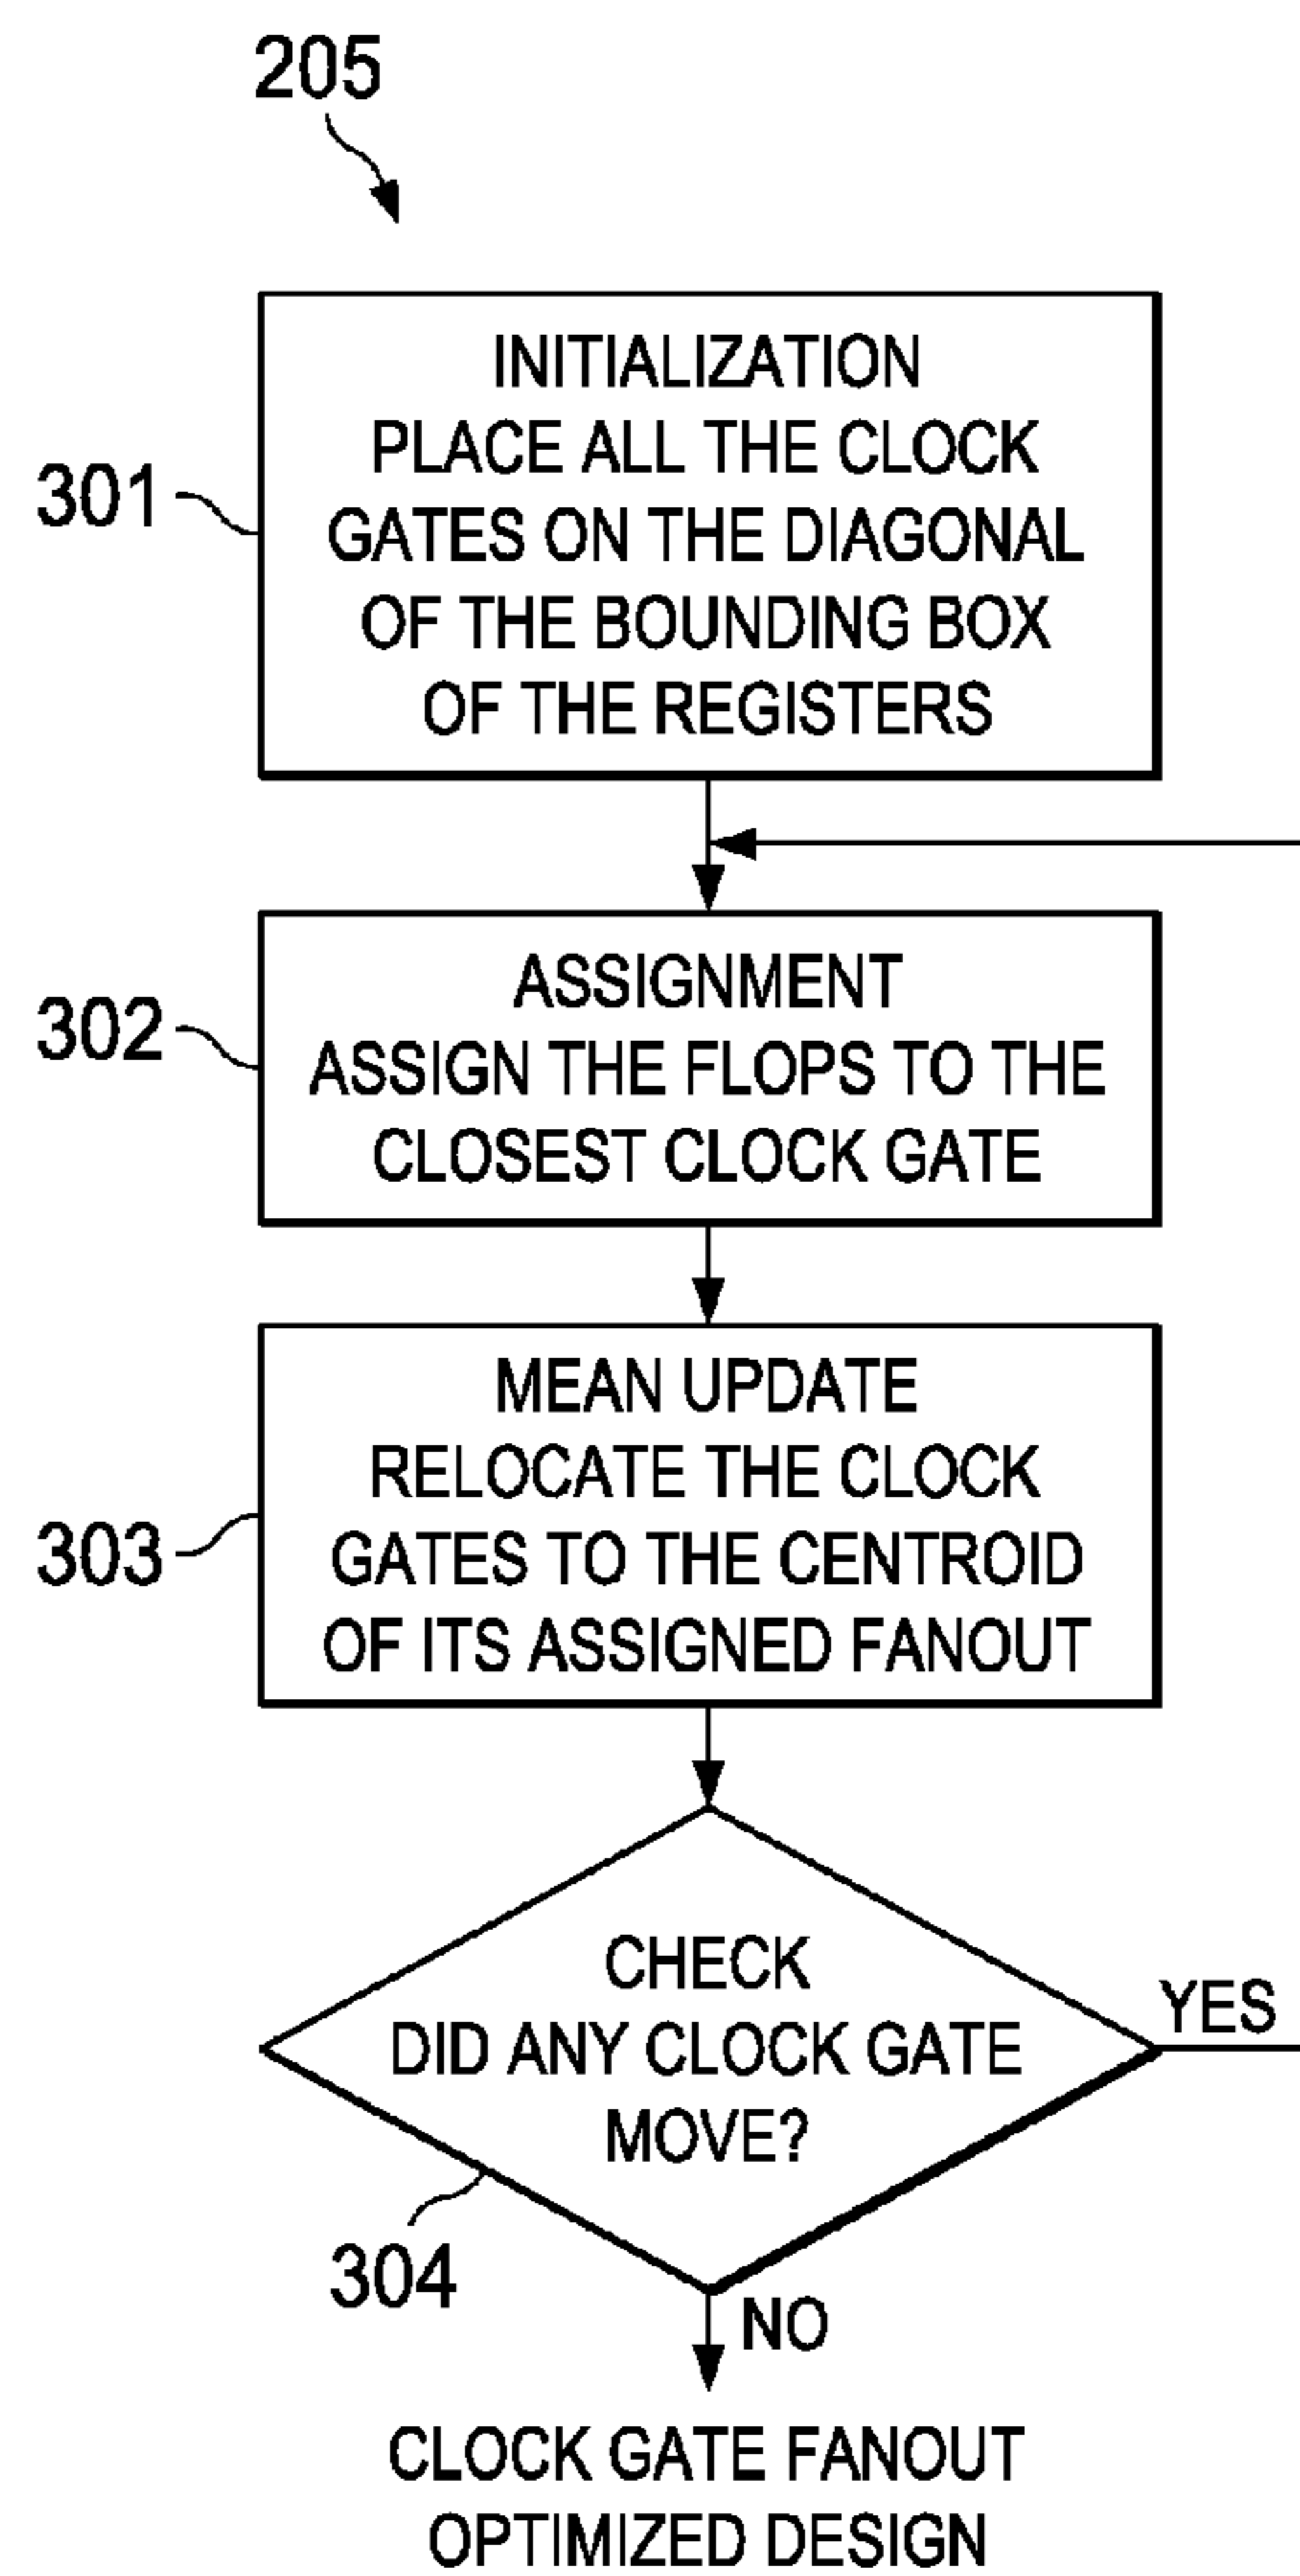 205
INITIALIZATION
PLACE ALL THE CLOCK
GATES ON THE DIAGONAL
OF THE BOUNDING BOX
OF THE REGISTERS
301
ASSIGNMENT
ASSIGN THE FLOPS TO THE
CLOSEST CLOCK GATE
302
MEAN UPDATE
RELOCATE THE CLOCK
GATES TO THE CENTROID
OF ITS ASSIGNED FANOUT
303
CHECK
DID ANY CLOCK GATE
MOVE?
YES
304
NO
CLOCK GATE FANOUT
OPTIMIZED DESIGN